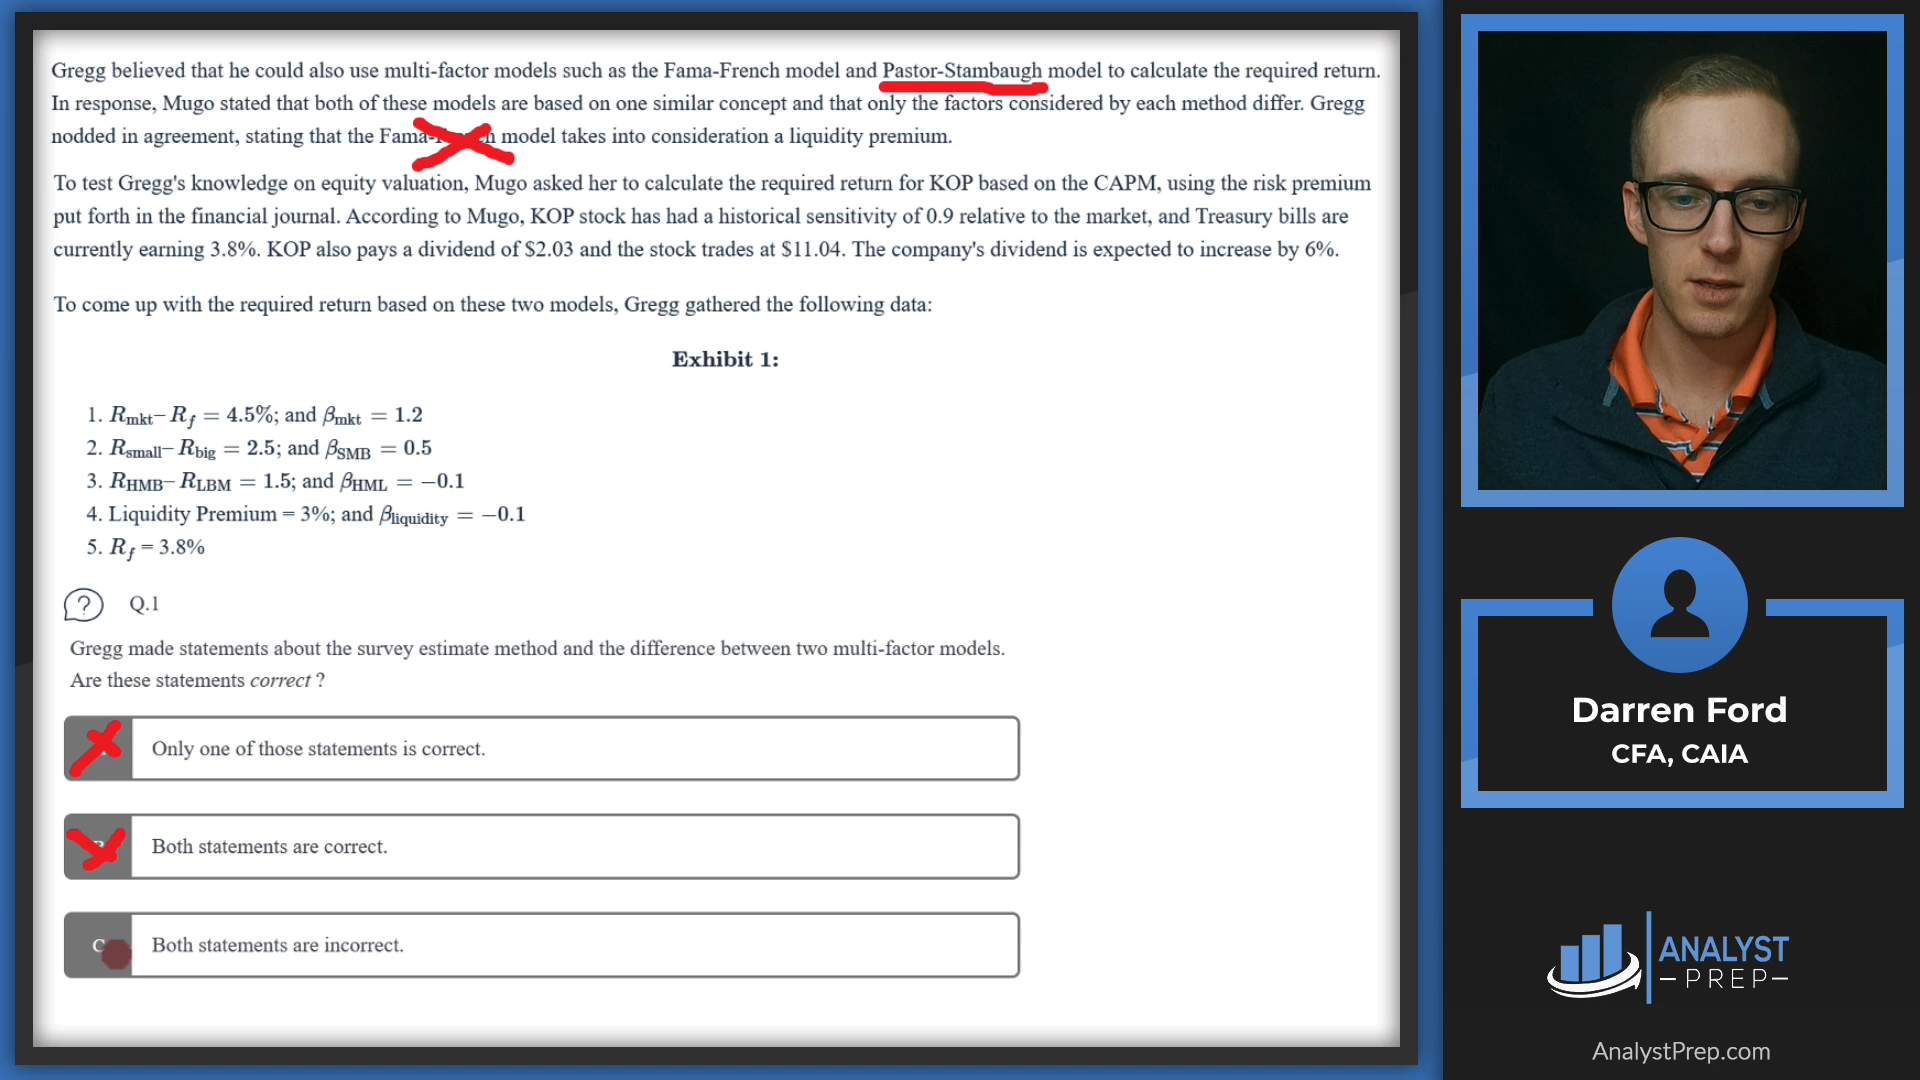 Gregg believed that he could also use multi-factor models such as the Fama-French model and Pastor-Stambaugh model to calculate the required return.
In response, Mugo stated that both of these models are based on one similar concept and that only the factors considered by each method differ. Gregg
nodded in agreement, stating that the Fama- model takes into consideration a liquidity premium.
To test Gregg's knowledge on equity valuation, Mugo asked her to calculate the required return for KOP based on the CAPM, using the risk premium
put forth in the financial journal. According to Mugo, KOP stock has had a historical sensitivity of 0.9 relative to the market, and Treasury bills are
currently earning 3.8%. KOP also pays a dividend of $2.03 and the stock trades at $11.04. The company's dividend is expected to increase by 6%.
To come up with the required return based on these two models, Gregg gathered the following data:
Exhibit 1:
1. Rmkt− Rf = 4.5%; and βmkt = 1.2
2. Rsmall− Rbig = 2.5; and βSMB = 0.5
3. RHMB− RLBM = 1.5; and βHML = −0.1
4. Liquidity Premium = 3%; and βliquidity = −0.1
5. Rf = 3.8%
? Q.1
Gregg made statements about the survey estimate method and the difference between two multi-factor models.
Are these statements correct ?
Only one of those statements is correct.
Both statements are correct.
C Both statements are incorrect.
Darren Ford
CFA, CAIA
ANALYST
PREP
AnalystPrep.com